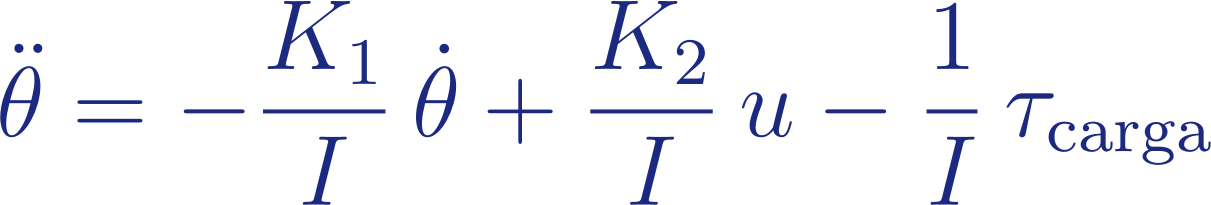 θ̈ = −K₁/I θ̇ + K₂/I u − 1/I τ_carga